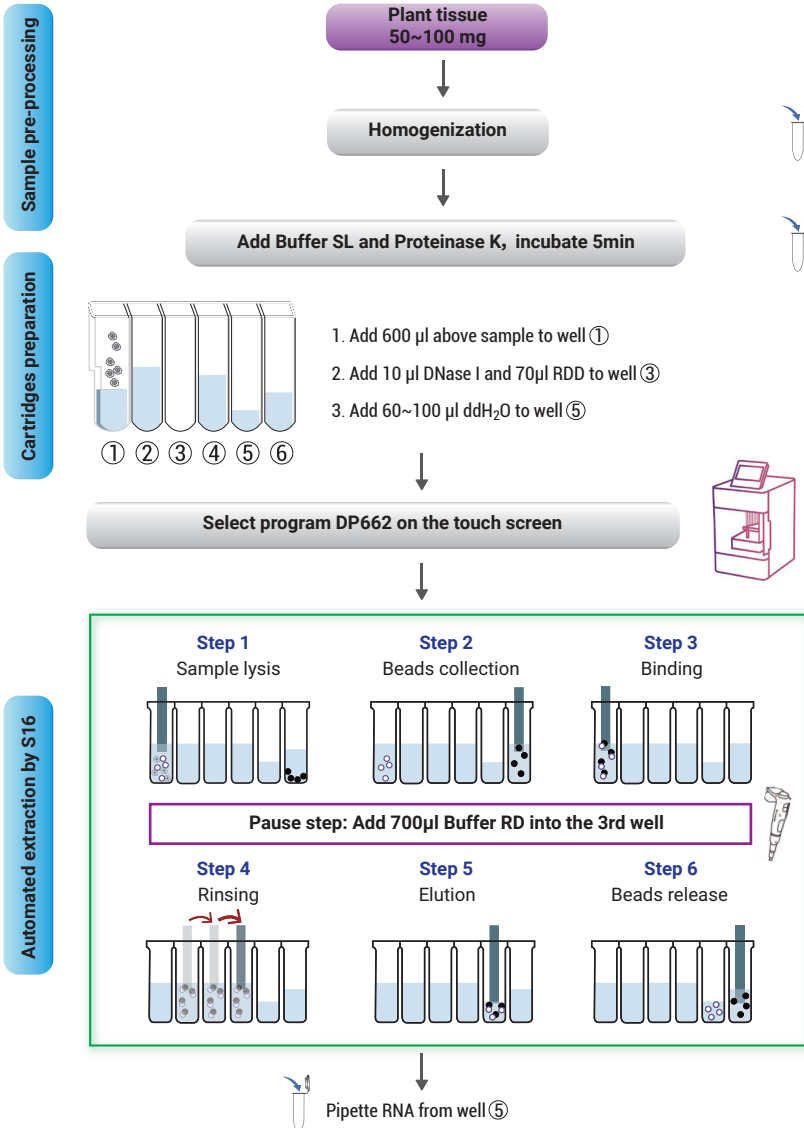 Sample pre-processing
Plant tissue
50~100 mg
Homogenization
Add Buffer SL and Proteinase K, incubate 5min
Cartridges preparation
1. Add 600 µl above sample to well ①
2. Add 10 µl DNase I and 70µl RDD to well ③
3. Add 60~100 µl ddH₂O to well ⑤
① ② ③ ④ ⑤ ⑥
Select program DP662 on the touch screen
Automated extraction by S16
Step 1
Sample lysis
Step 2
Beads collection
Step 3
Binding
Pause step: Add 700µl Buffer RD into the 3rd well
Step 4
Rinsing
Step 5
Elution
Step 6
Beads release
Pipette RNA from well ⑤